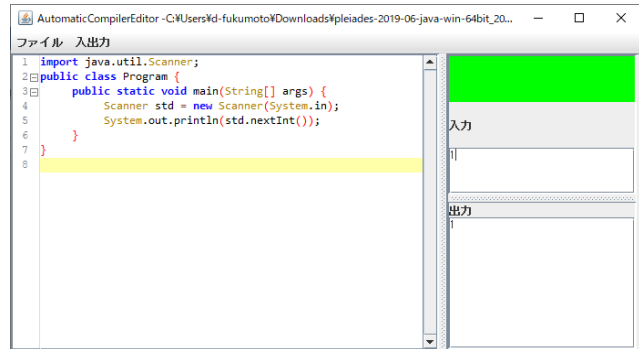 AutomaticCompilerEditor -C:¥Users¥d-fukumoto¥Downloads¥pleiades-2019-06-java-win-64bit_20...
ファイル 入出力
1 import java.util.Scanner;
2 public class Program {
3 public static void main(String[] args) {
4 Scanner std = new Scanner(System.in);
5 System.out.println(std.nextInt());
6 }
7 }
8
入力
1
出力
1